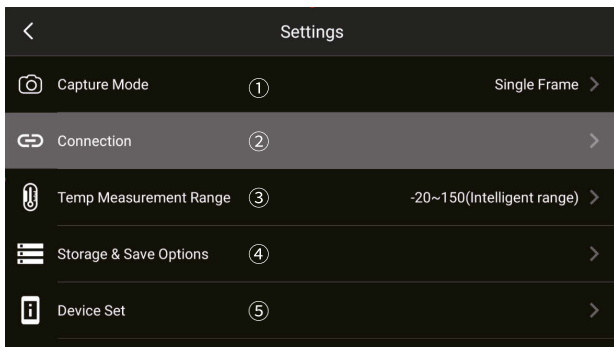 Settings
Capture Mode ① Single Frame
Connection ②
Temp Measurement Range ③ -20~150(Intelligent range)
Storage & Save Options ④
Device Set ⑤